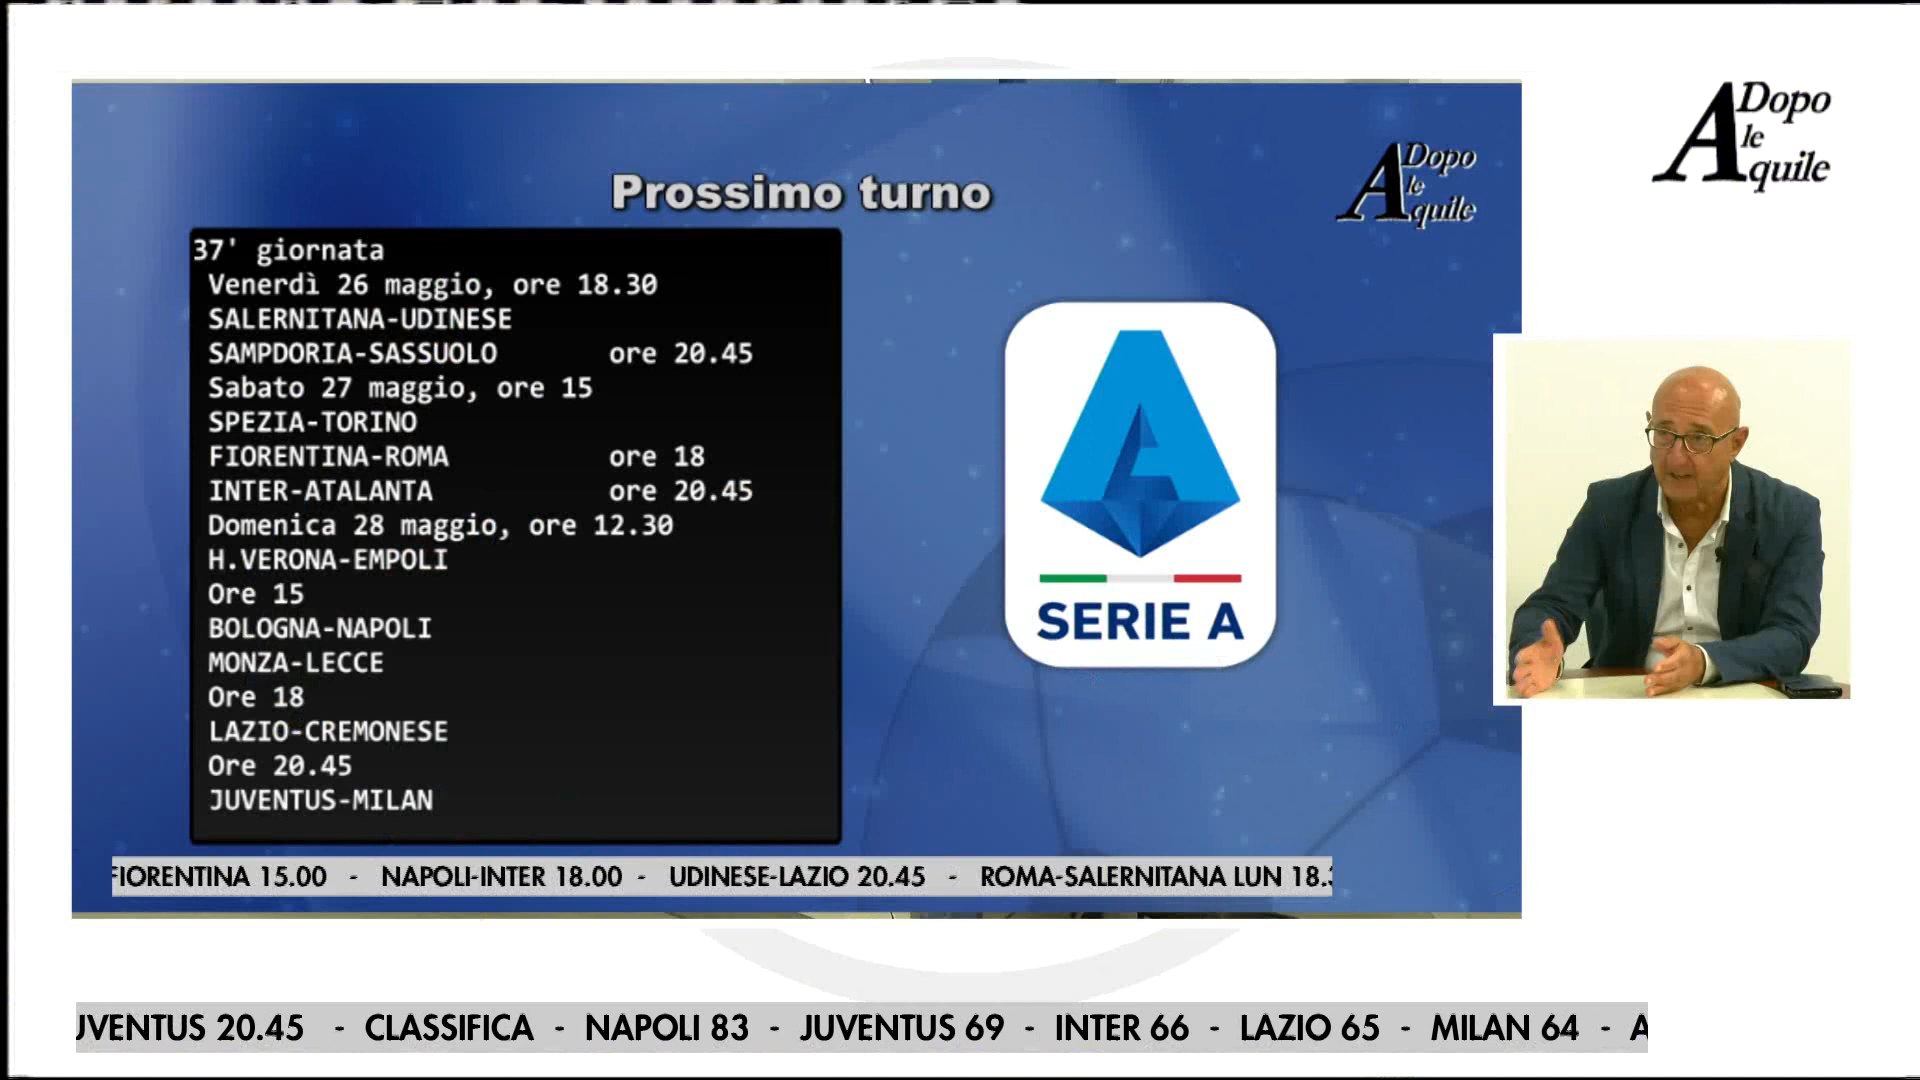 Prossimo turno
A Dopo le quile
A Dopo le quile
37' giornata
Venerdì 26 maggio, ore 18.30
SALERNITANA-UDINESE
SAMPDORIA-SASSUOLO ore 20.45
Sabato 27 maggio, ore 15
SPEZIA-TORINO
FIORENTINA-ROMA ore 18
INTER-ATALANTA ore 20.45
Domenica 28 maggio, ore 12.30
H.VERONA-EMPOLI
Ore 15
BOLOGNA-NAPOLI
MONZA-LECCE
Ore 18
LAZIO-CREMONESE
Ore 20.45
JUVENTUS-MILAN
SERIE A
FIORENTINA 15.00 - NAPOLI-INTER 18.00 - UDINESE-LAZIO 20.45 - ROMA-SALERNITANA LUN 18.
UVENTUS 20.45 - CLASSIFICA - NAPOLI 83 - JUVENTUS 69 - INTER 66 - LAZIO 65 - MILAN 64 - A